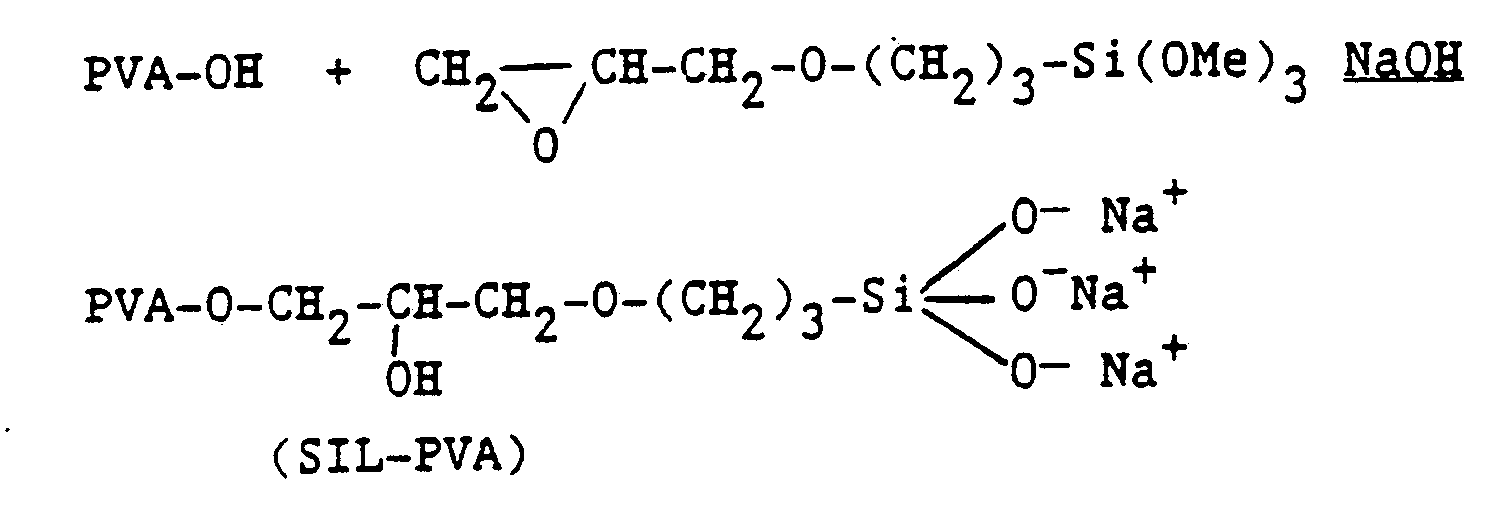 PVA-OH + CH2—CH-CH2-O-(CH2)3-Si(OMe)3 NaOH
O
O- Na+
PVA-O-CH2-CH-CH2-O-(CH2)3-Si—O-Na+
OH
O- Na+
(SIL-PVA)